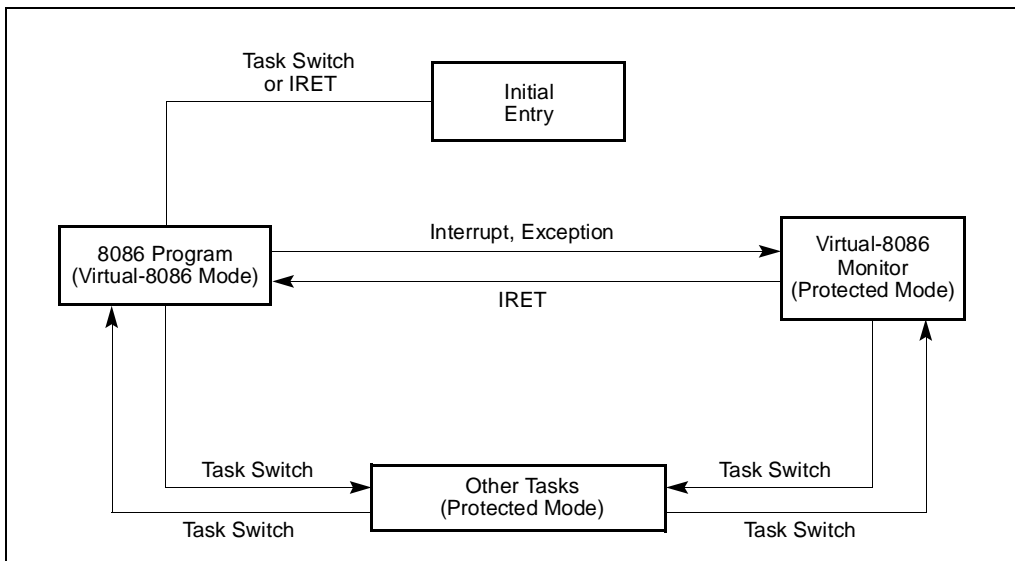 Task Switch
or IRET
Initial
Entry
8086 Program
(Virtual-8086 Mode)
Interrupt, Exception
IRET
Virtual-8086
Monitor
(Protected Mode)
Task Switch
Task Switch
Other Tasks
(Protected Mode)
Task Switch
Task Switch